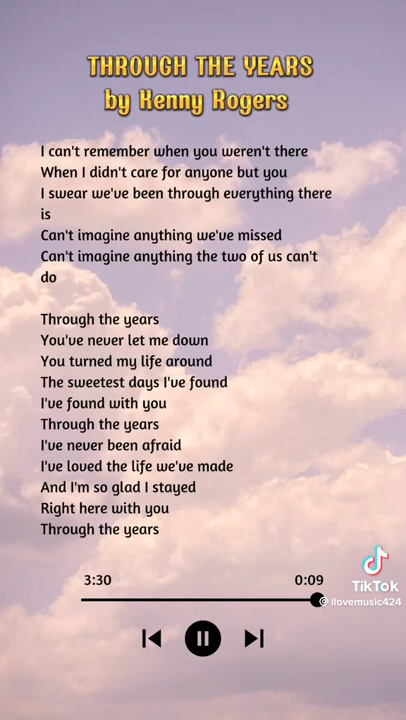 THROUGH THE YEARS
by Kenny Rogers
I can't remember when you weren't there
When I didn't care for anyone but you
I swear we've been through everything there
is
Can't imagine anything we've missed
Can't imagine anything the two of us can't
do
Through the years
You've never let me down
You turned my life around
The sweetest days I've found
I've found with you
Through the years
I've never been afraid
I've loved the life we've made
And I'm so glad I stayed
Right here with you
Through the years
3:30 0:09
TikTok
@ilovemusic424